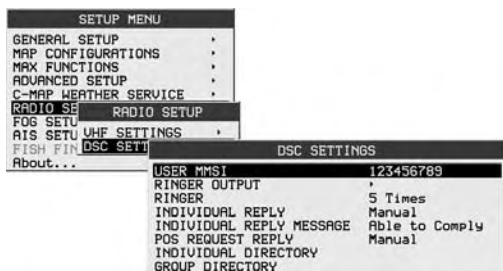 SETUP MENU
GENERAL SETUP
MAP CONFIGURATIONS
MAX FUNCTIONS
ADVANCED SETUP
C-MAP WEATHER SERVICE
RADIO SE
FOG SETU
AIS SETU
FISH FIN
About...
RADIO SETUP
VHF SETTINGS
DSC SETT
DSC SETTINGS
USER MMSI 123456789
RINGER OUTPUT
RINGER 5 Times
INDIVIDUAL REPLY Manual
INDIVIDUAL REPLY MESSAGE Able to Comply
POS REQUEST REPLY Manual
INDIVIDUAL DIRECTORY
GROUP DIRECTORY